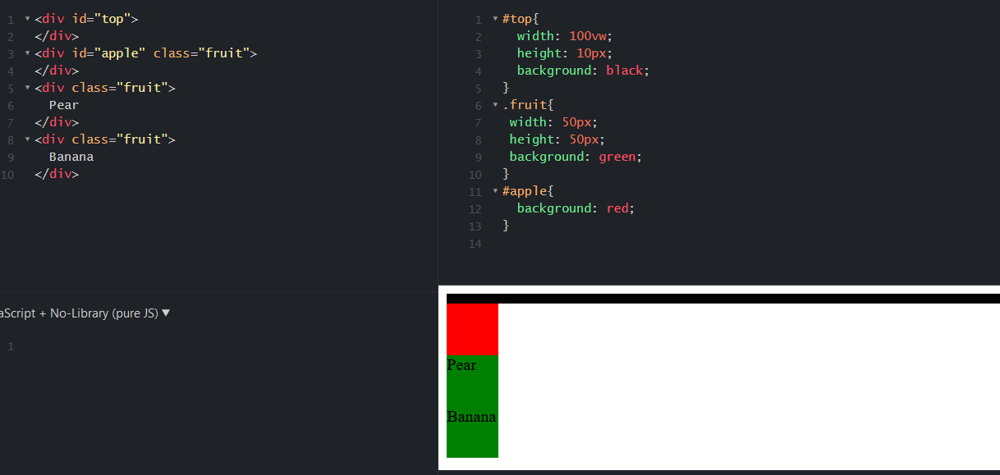 1 ▾ <div id="top">
2 </div>
3 ▾ <div id="apple" class="fruit">
4 </div>
5 ▾ <div class="fruit">
6 Pear
7 </div>
8 ▾ <div class="fruit">
9 Banana
10 </div>
1 ▾ #top{
2 width: 100vw;
3 height: 10px;
4 background: black;
5 }
6 ▾ .fruit{
7 width: 50px;
8 height: 50px;
9 background: green;
10 }
11 ▾ #apple{
12 background: red;
13 }
14
aScript + No-Library (pure JS) ▼
1
Pear
Banana